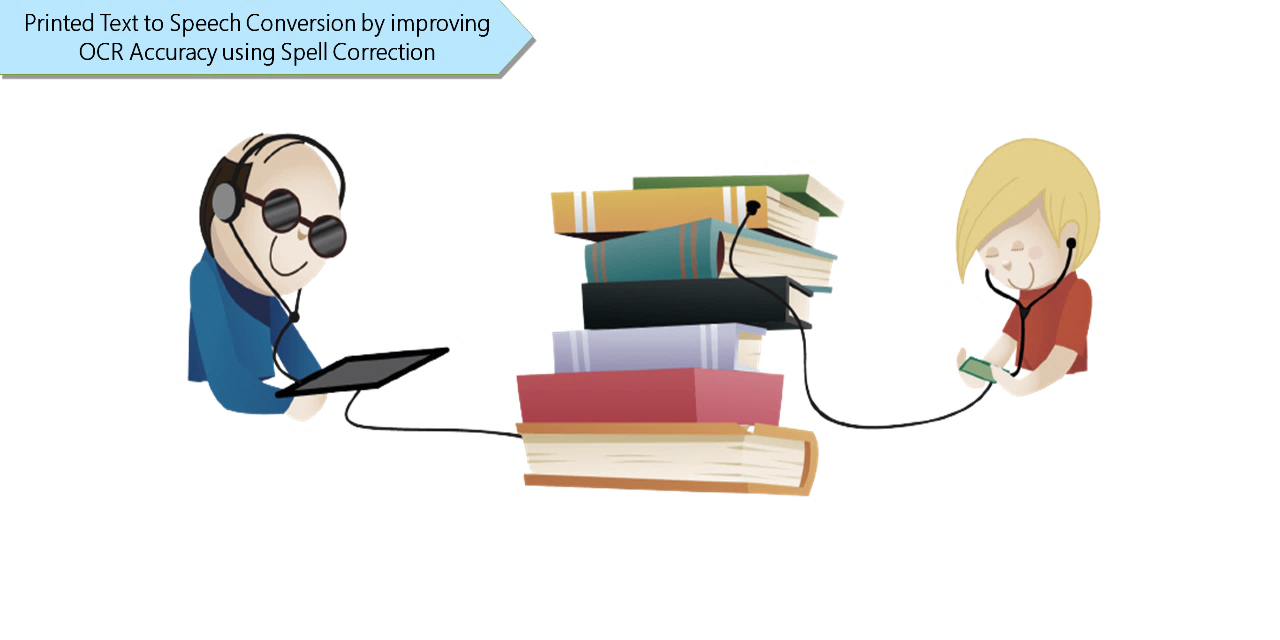 Printed Text to Speech Conversion by improving
OCR Accuracy using Spell Correction